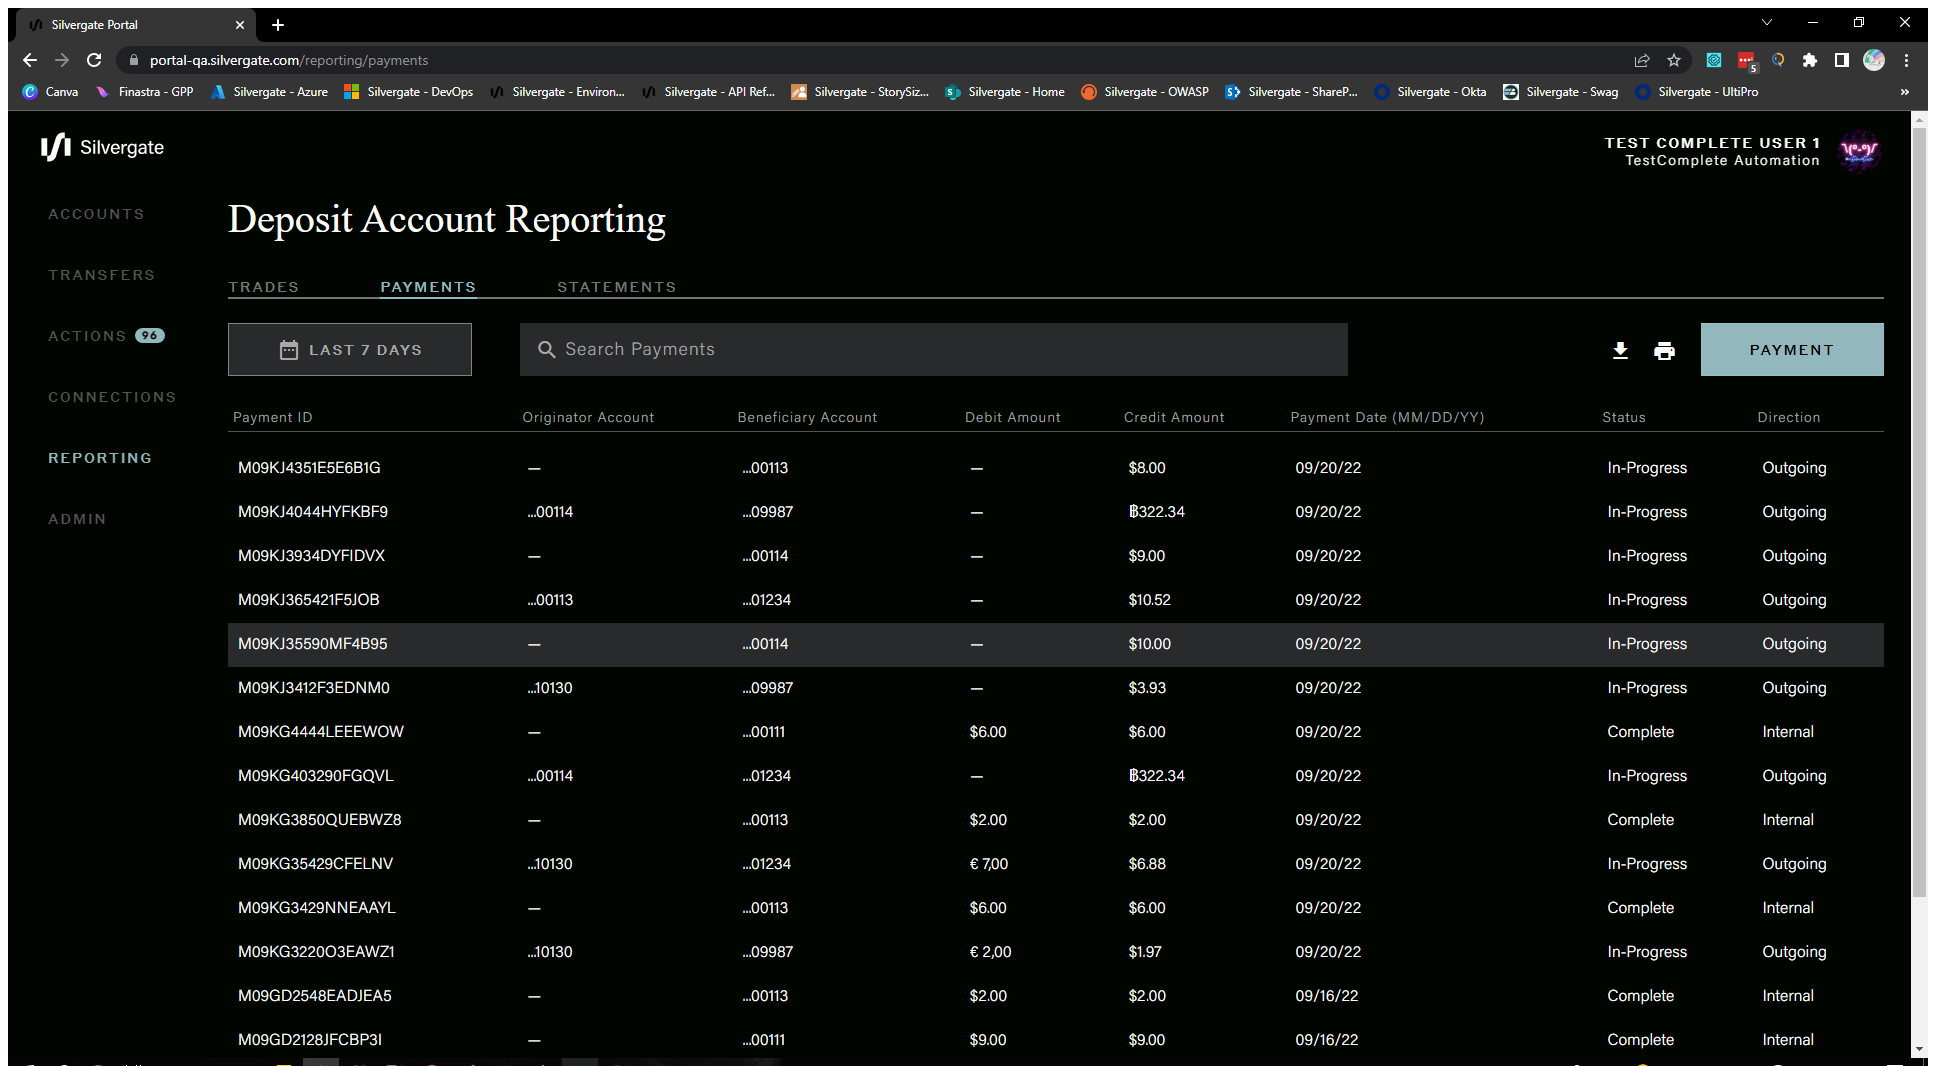 Silvergate Portal
portal-qa.silvergate.com/reporting/payments
Canva Finastra - GPP Silvergate - Azure Silvergate - DevOps Silvergate - Environ... Silvergate - API Ref... Silvergate - StorySiz... Silvergate - Home Silvergate - OWASP Silvergate - ShareP... Silvergate - Okta Silvergate - Swag Silvergate - UltiPro »
Silvergate
TEST COMPLETE USER 1
TestComplete Automation
ACCOUNTS
TRANSFERS
ACTIONS 96
CONNECTIONS
REPORTING
ADMIN
Deposit Account Reporting
TRADES PAYMENTS STATEMENTS
LAST 7 DAYS Search Payments PAYMENT
Payment ID Originator Account Beneficiary Account Debit Amount Credit Amount Payment Date (MM/DD/YY) Status Direction
M09KJ4351E5E6B1G — ...00113 — $8.00 09/20/22 In-Progress Outgoing
M09KJ4044HYFKBF9 ...00114 ...09987 — ฿322.34 09/20/22 In-Progress Outgoing
M09KJ3934DYFIDVX — ...00114 — $9.00 09/20/22 In-Progress Outgoing
M09KJ365421F5JOB ...00113 ...01234 — $10.52 09/20/22 In-Progress Outgoing
M09KJ35590MF4B95 — ...00114 — $10.00 09/20/22 In-Progress Outgoing
M09KJ3412F3EDNM0 ...10130 ...09987 — $3.93 09/20/22 In-Progress Outgoing
M09KG4444LEEEWOW — ...00111 $6.00 $6.00 09/20/22 Complete Internal
M09KG403290FGQVL ...00114 ...01234 — ฿322.34 09/20/22 In-Progress Outgoing
M09KG3850QUEBWZ8 — ...00113 $2.00 $2.00 09/20/22 Complete Internal
M09KG35429CFELNV ...10130 ...01234 € 7,00 $6.88 09/20/22 In-Progress Outgoing
M09KG3429NNEAAYL — ...00113 $6.00 $6.00 09/20/22 Complete Internal
M09KG3220O3EAWZ1 ...10130 ...09987 € 2,00 $1.97 09/20/22 In-Progress Outgoing
M09GD2548EADJEA5 — ...00113 $2.00 $2.00 09/16/22 Complete Internal
M09GD2128JFCBP3I — ...00111 $9.00 $9.00 09/16/22 Complete Internal